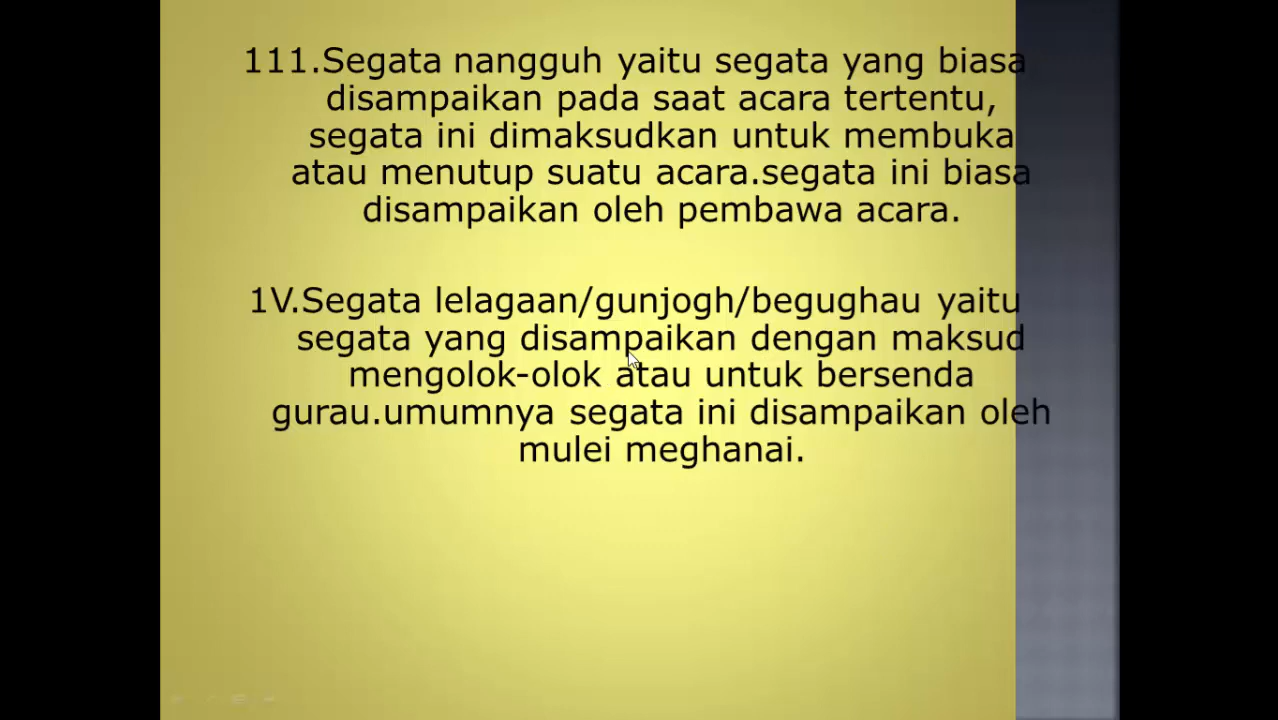 111.Segata nangguh yaitu segata yang biasa
disampaikan pada saat acara tertentu,
segata ini dimaksudkan untuk membuka
atau menutup suatu acara.segata ini biasa
disampaikan oleh pembawa acara.
1V.Segata lelagaan/gunjogh/begughau yaitu
segata yang disampaikan dengan maksud
mengolok-olok atau untuk bersenda
gurau.umumnya segata ini disampaikan oleh
mulei meghanai.